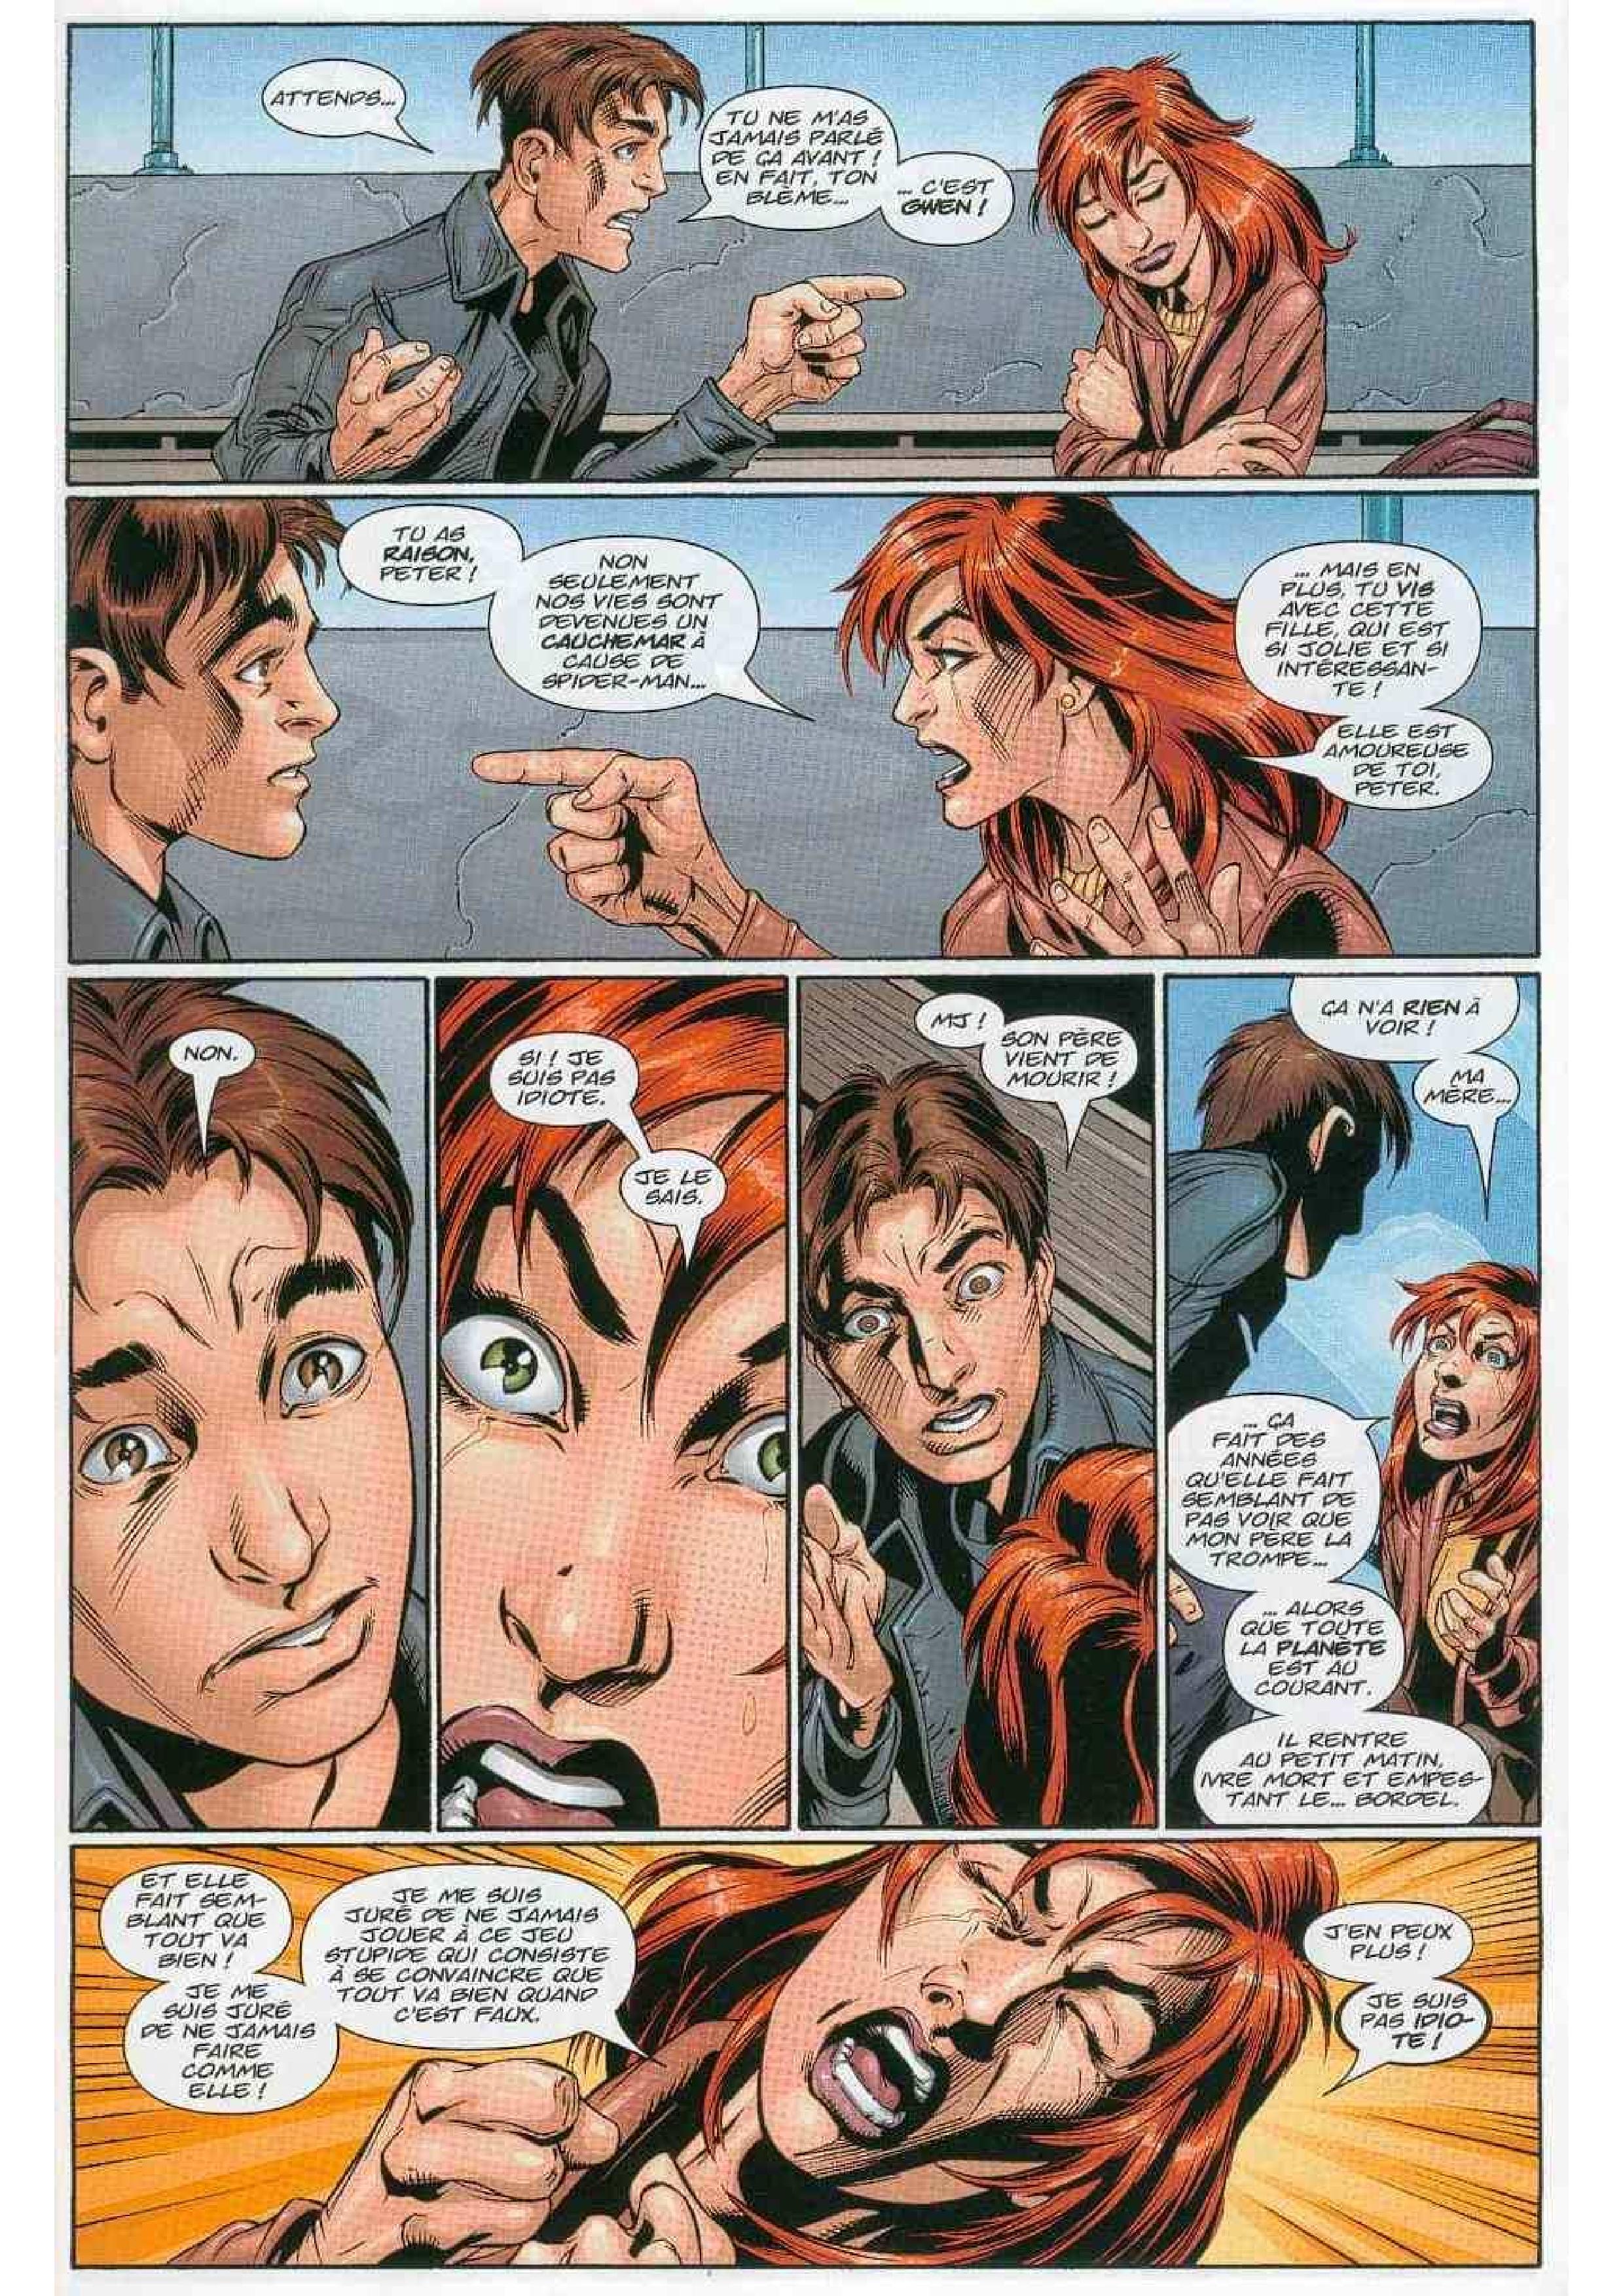 ATTENDS...
TU NE M'AS
JAMAIS PARLÉ
DE ÇA AVANT !
EN FAIT, TON
BLÈME...
... C'EST
GWEN !
TU AS
RAISON,
PETER !
NON
SEULEMENT
NOS VIES SONT
DEVENUES UN
CAUCHEMAR À
CAUSE DE
SPIDER-MAN...
... MAIS EN
PLUS, TU VIS
AVEC CETTE
FILLE, QUI EST
SI JOLIE ET SI
INTÉRESSAN-
TE !
ELLE EST
AMOUREUSE
DE TOI,
PETER.
NON.
SI ! JE
SUIS PAS
IDIOTE.
JE LE
SAIS.
MJ !
SON PÈRE
VIENT DE
MOURIR !
ÇA N'A RIEN À
VOIR !
MA
MÈRE...
... ÇA
FAIT DES
ANNÉES
QU'ELLE FAIT
SEMBLANT DE
PAS VOIR QUE
MON PÈRE LA
TROMPE...
... ALORS
QUE TOUTE
LA PLANÈTE
EST AU
COURANT.
IL RENTRE
AU PETIT MATIN,
IVRE MORT ET EMPES-
TANT LE... BORDEL.
ET ELLE
FAIT SEM-
BLANT QUE
TOUT VA
BIEN !
JE ME
SUIS JURÉ
DE NE JAMAIS
FAIRE
COMME
ELLE !
JE ME SUIS
JURÉ DE NE JAMAIS
JOUER À CE JEU
STUPIDE QUI CONSISTE
À SE CONVAINCRE QUE
TOUT VA BIEN QUAND
C'EST FAUX.
J'EN PEUX
PLUS !
JE SUIS
PAS IDIO-
TE !